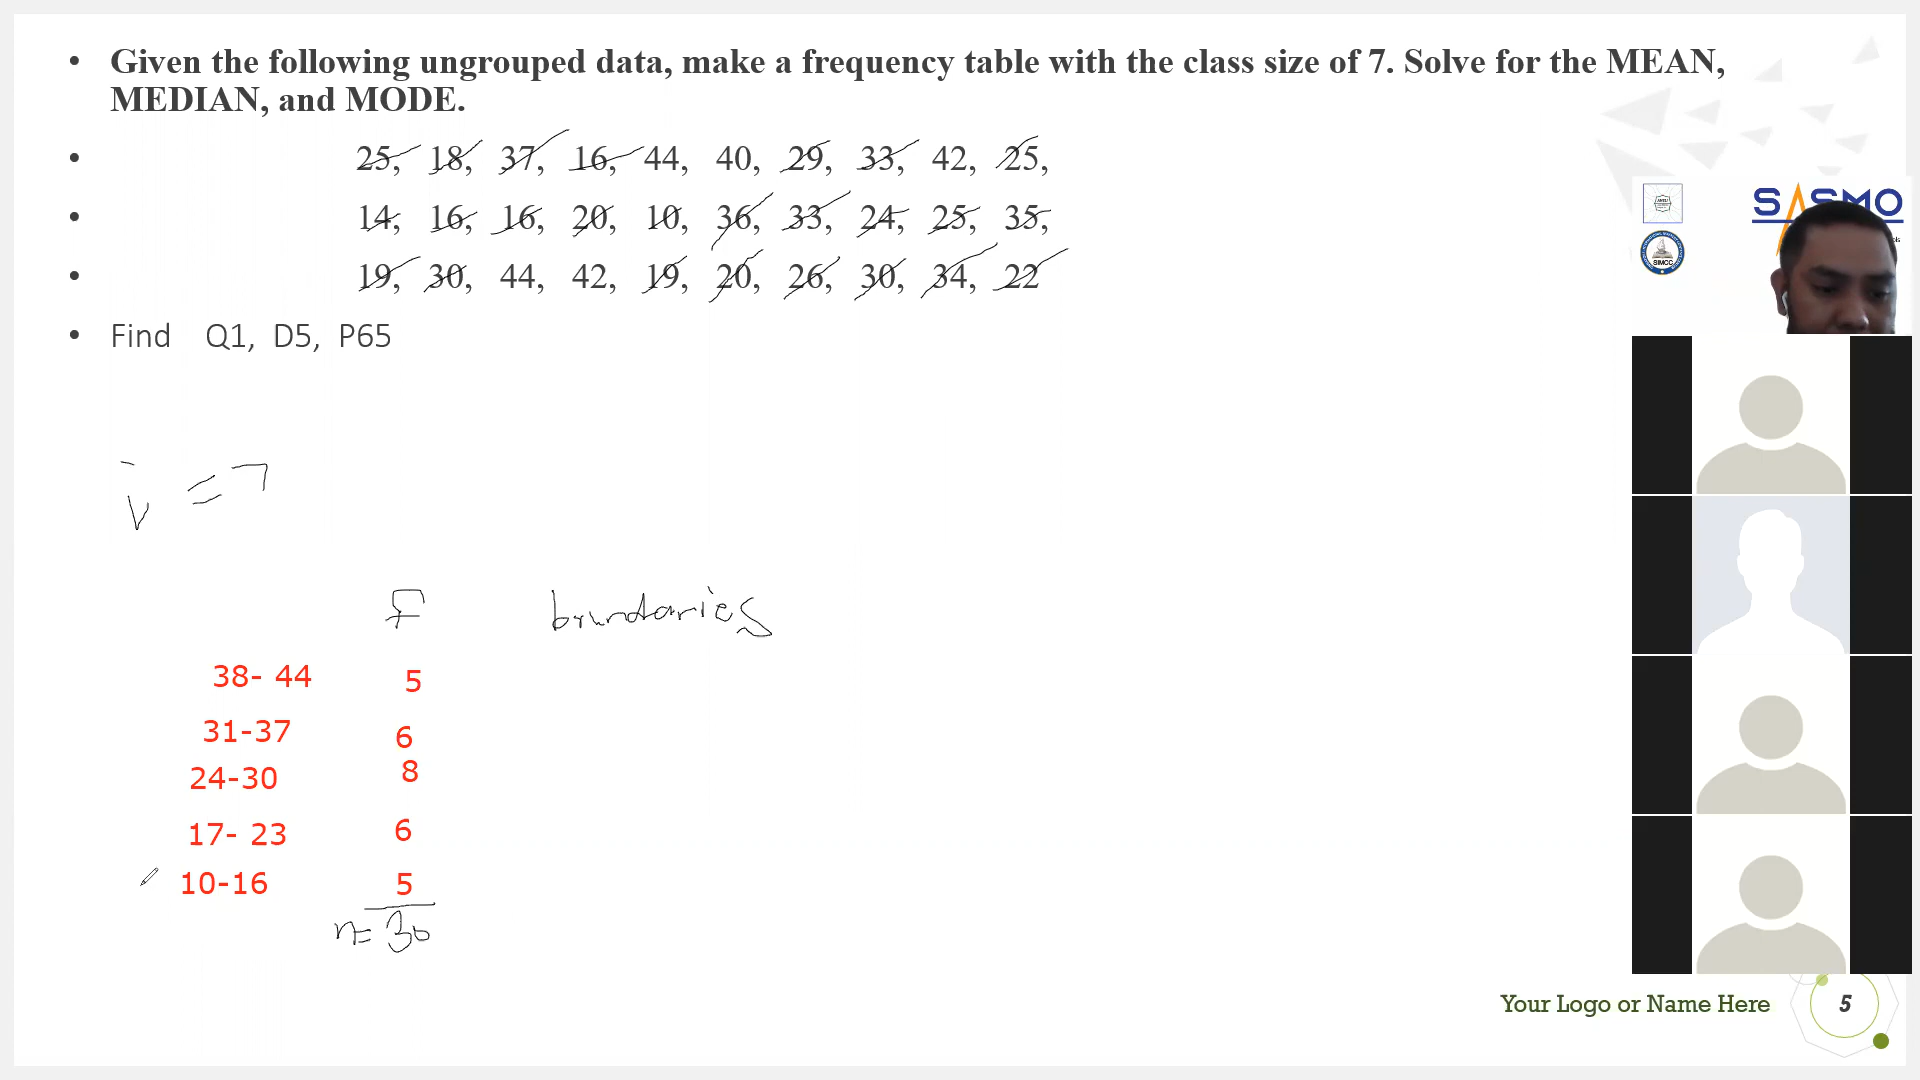 • Given the following ungrouped data, make a frequency table with the class size of 7. Solve for the MEAN,
MEDIAN, and MODE.
• 25, 18, 37, 16, 44, 40, 29, 33, 42, 25,
• 14, 16, 16, 20, 10, 36, 33, 24, 25, 35,
• 19, 30, 44, 42, 19, 20, 26, 30, 34, 22
• Find Q1, D5, P65
SASMO
SIMCC
i = 7
F boundaries
38- 44 5
31-37 6
24-30 8
17- 23 6
10-16 5
n= 30
Your Logo or Name Here 5